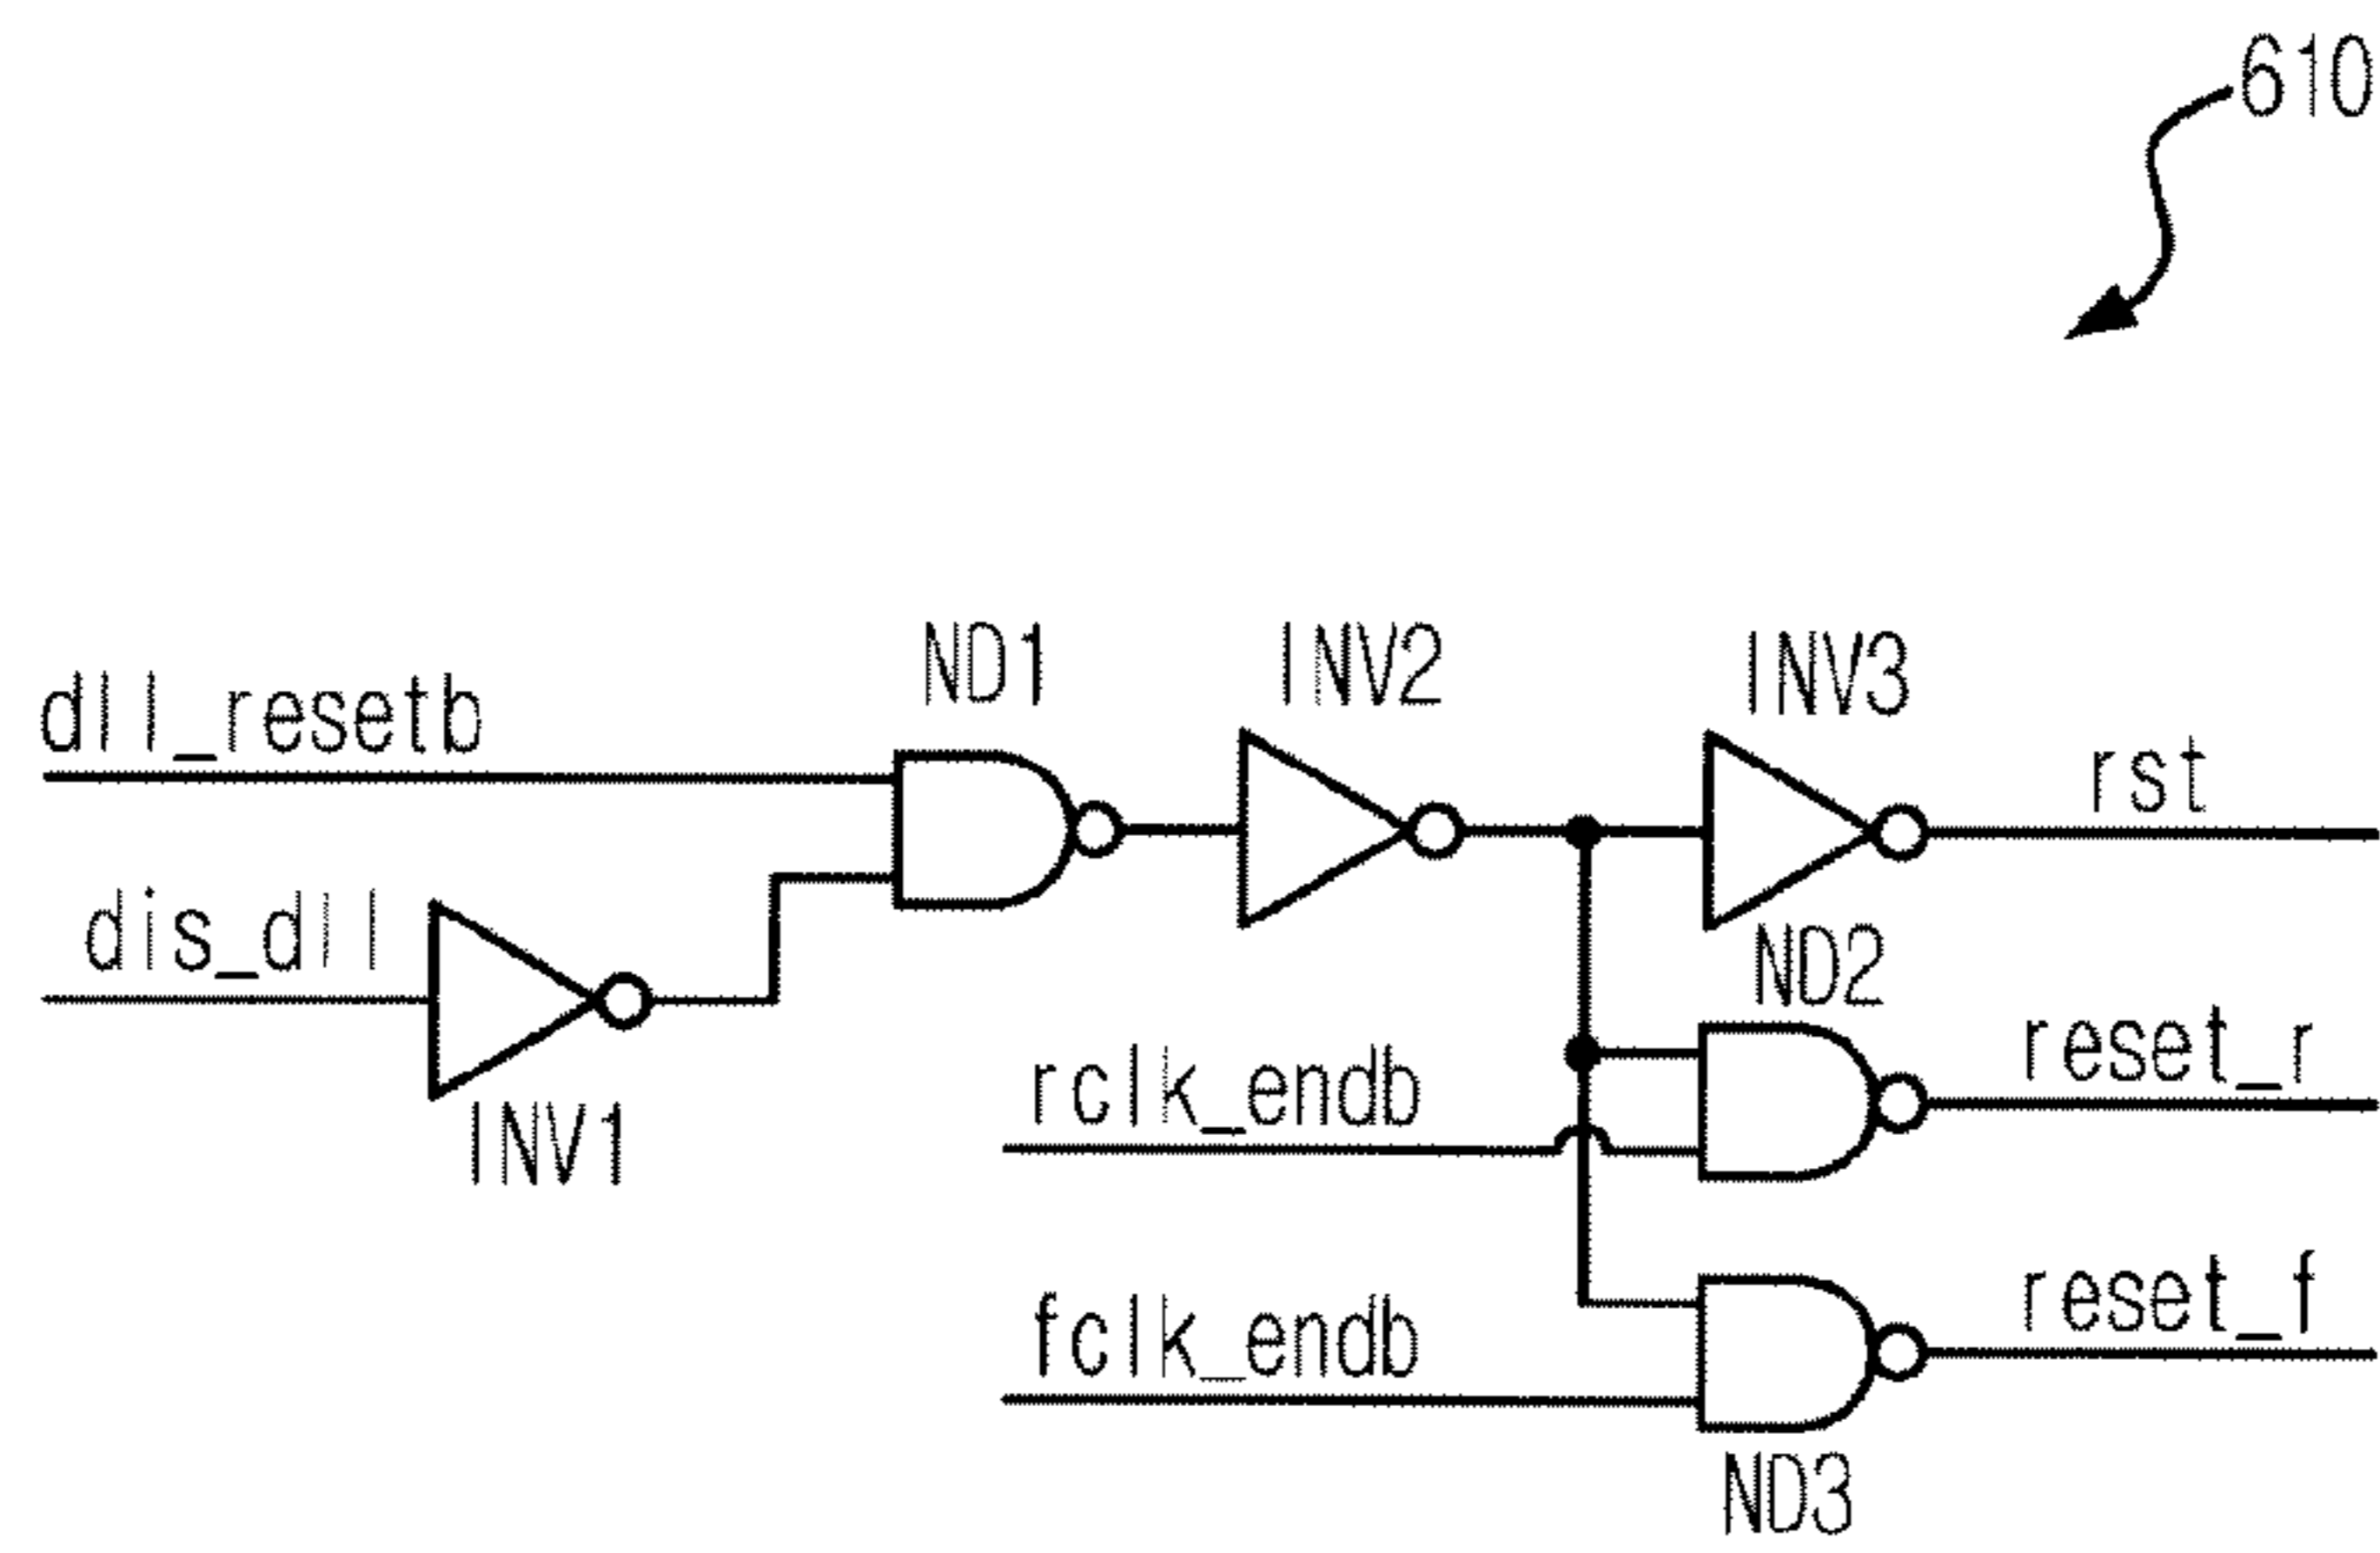 610
ND1
INV2
INV3
dll_resetb
rst
dis_dll
ND2
INV1
rclk_endb
reset_r
fclk_endb
reset_f
ND3